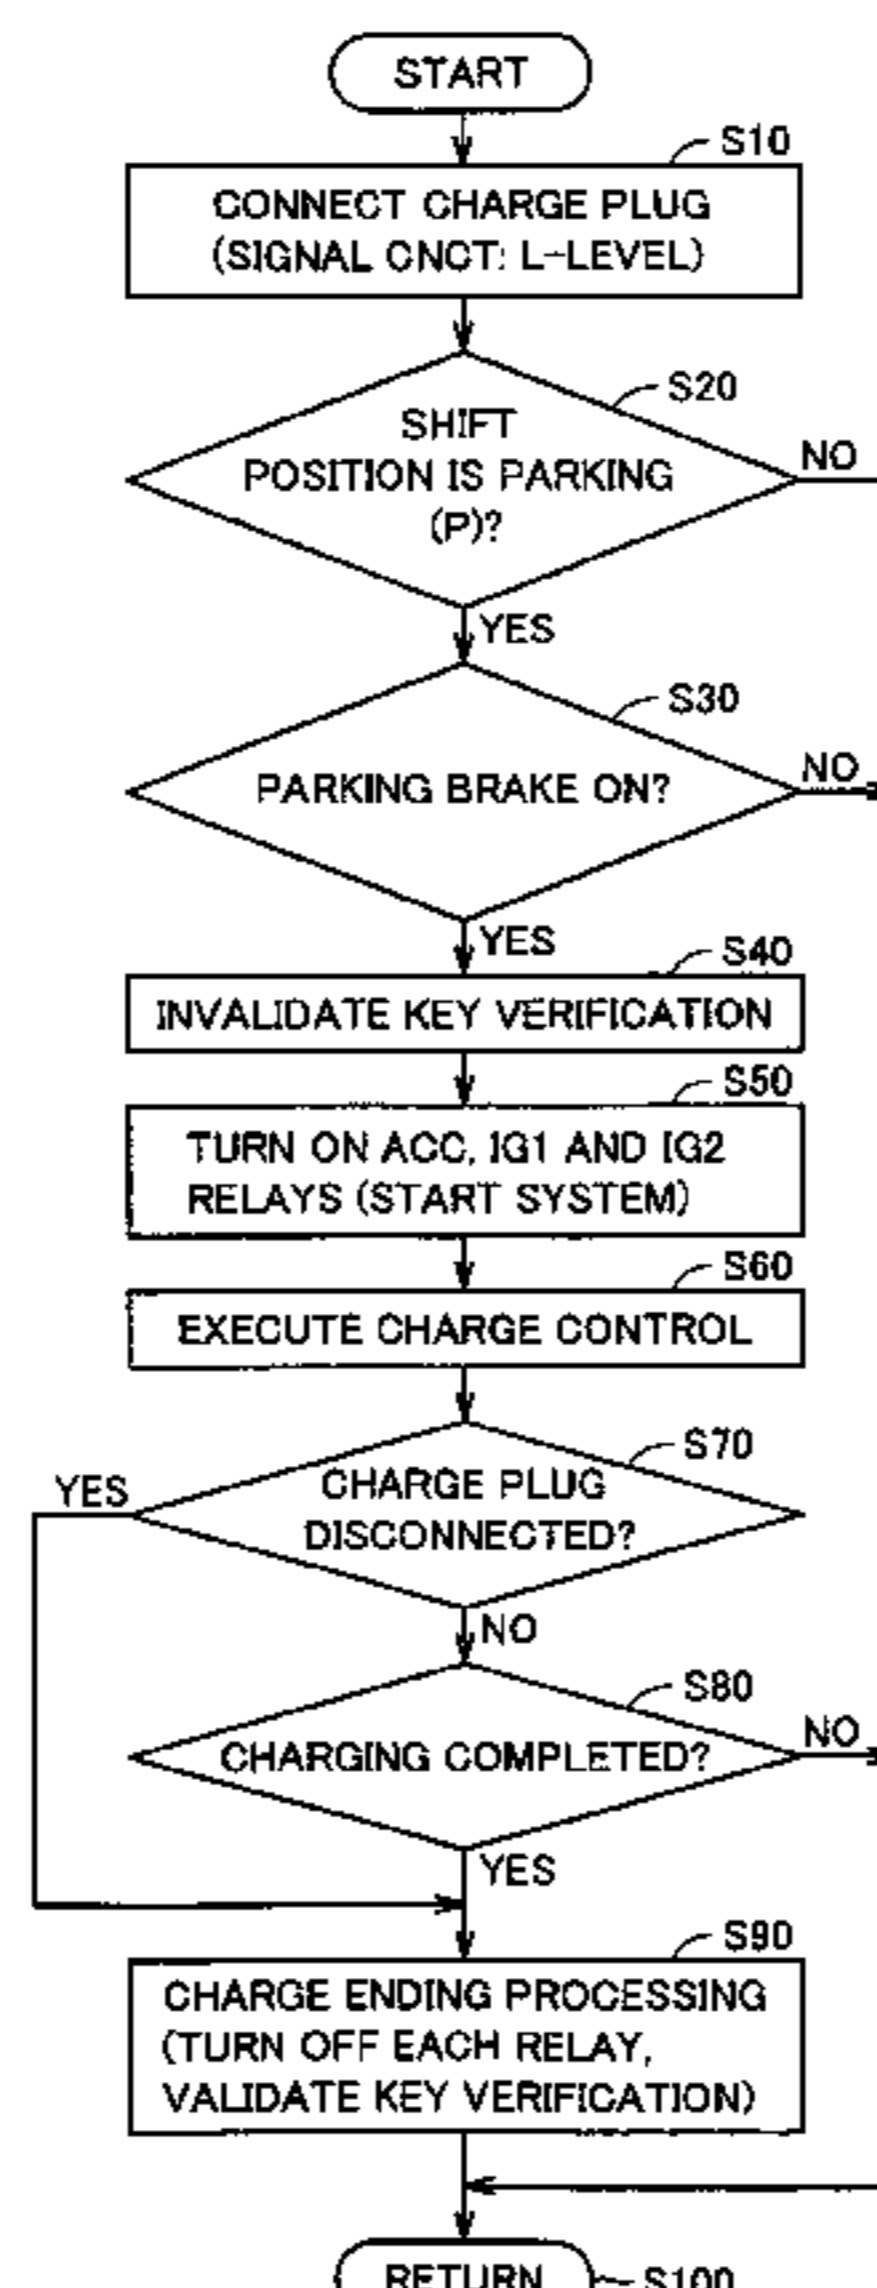 START
S10
CONNECT CHARGE PLUG
(SIGNAL CNCT: L-LEVEL)
S20
SHIFT
POSITION IS PARKING
(P)?
NO
YES
S30
PARKING BRAKE ON?
NO
YES
S40
INVALIDATE KEY VERIFICATION
S50
TURN ON ACC, IG1 AND IG2
RELAYS (START SYSTEM)
S60
EXECUTE CHARGE CONTROL
S70
YES
CHARGE PLUG
DISCONNECTED?
NO
S80
CHARGING COMPLETED?
NO
YES
S90
CHARGE ENDING PROCESSING
(TURN OFF EACH RELAY,
VALIDATE KEY VERIFICATION)
RETURN
S100